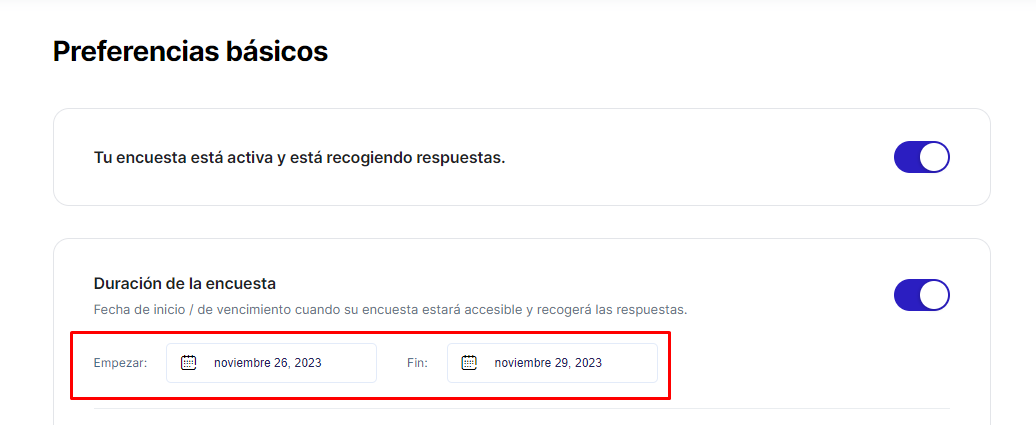 Preferencias básicos
Tu encuesta está activa y está recogiendo respuestas.
Duración de la encuesta
Fecha de inicio / de vencimiento cuando su encuesta estará accesible y recogerá las respuestas.
Empezar: noviembre 26, 2023 Fin: noviembre 29, 2023